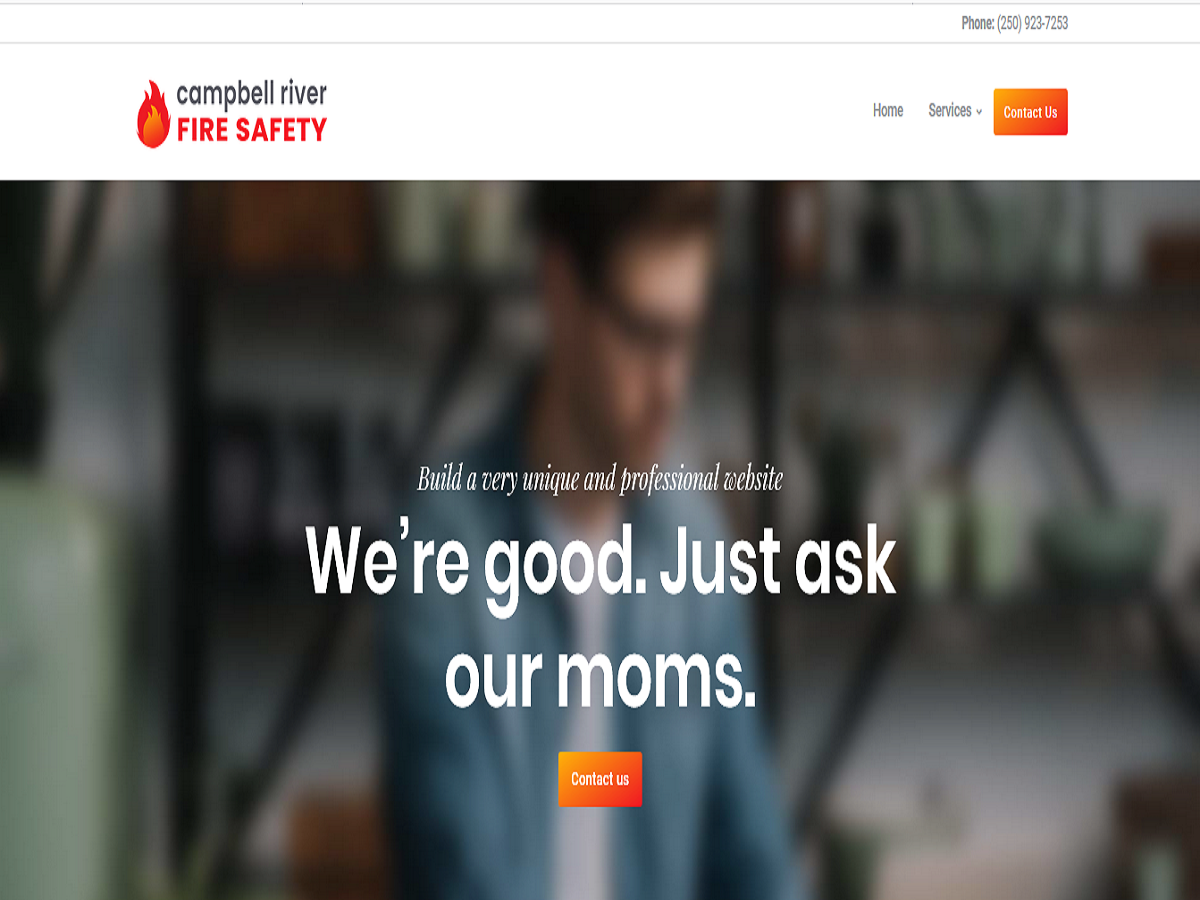 Phone: (250) 923-7253
campbell river
FIRE SAFETY
Home
Services
Contact Us
Build a very unique and professional website
We’re good. Just ask
our moms.
Contact us